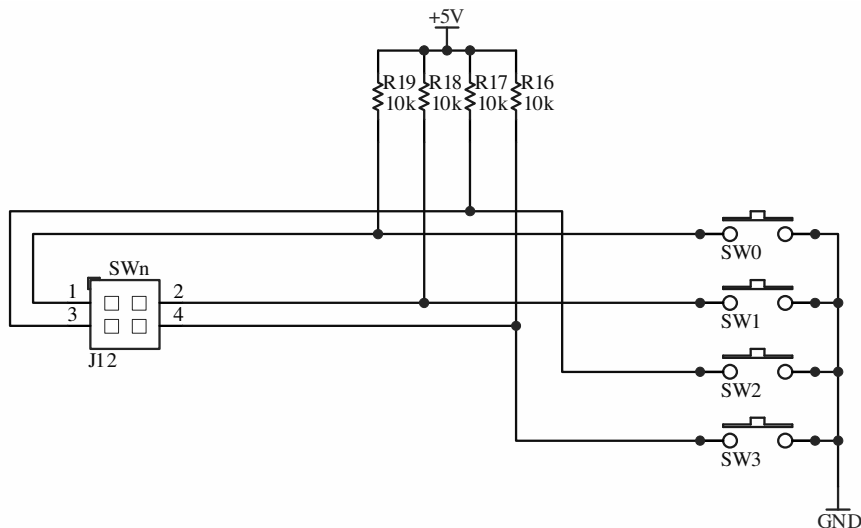 +5V
R19 R18 R17 R16
10k 10k 10k 10k
SW0
SWn
1 2
3 4
SW1
J12
SW2
SW3
GND